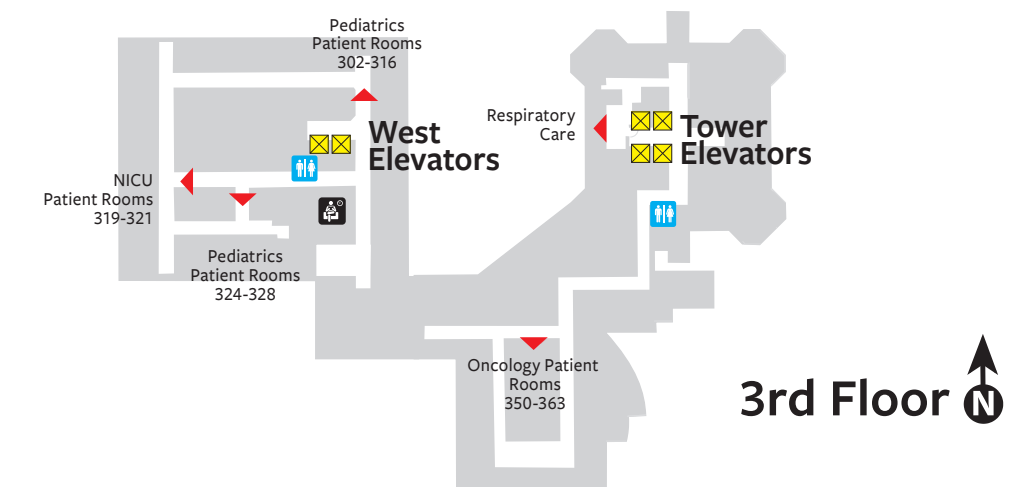 Pediatrics
Patient Rooms
302-316
West
Elevators
Respiratory
Care
Tower
Elevators
NICU
Patient Rooms
319-321
Pediatrics
Patient Rooms
324-328
Oncology Patient
Rooms
350-363
3rd Floor
N